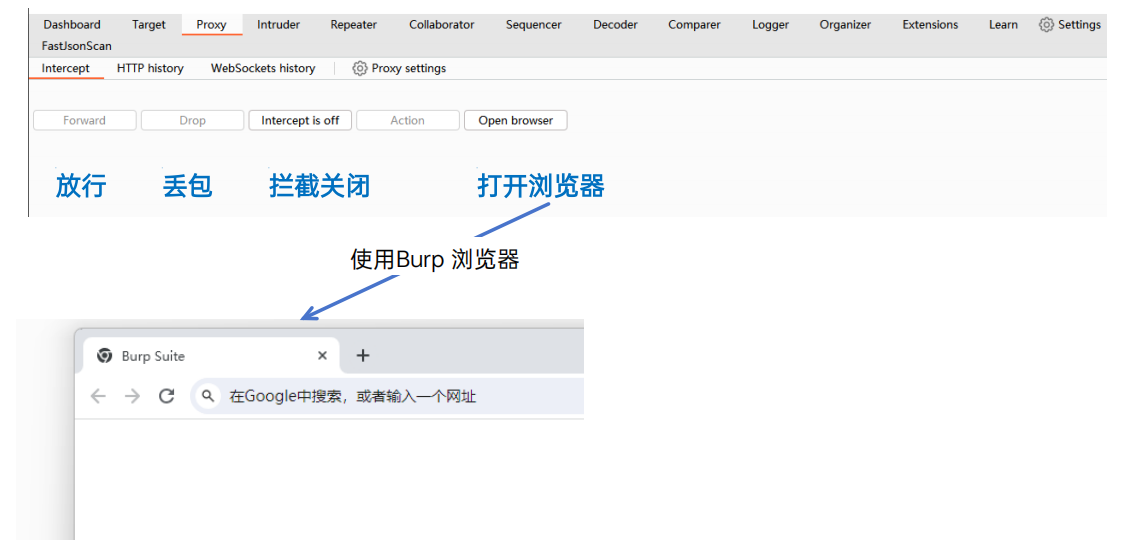 Dashboard Target Proxy Intruder Repeater Collaborator Sequencer Decoder Comparer Logger Organizer Extensions Learn Settings
FastJsonScan
Intercept HTTP history WebSockets history Proxy settings
Forward Drop Intercept is off Action Open browser
放行 丢包 拦截关闭 打开浏览器
使用Burp 浏览器
Burp Suite
在Google中搜索，或者输入一个网址